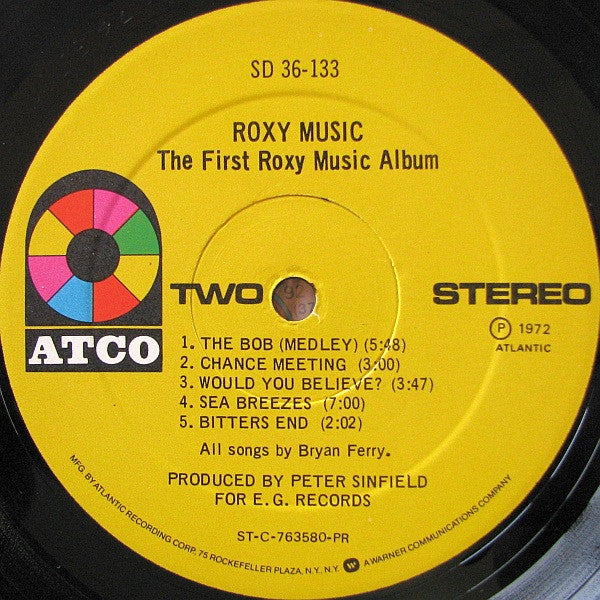 SD 36-133
ROXY MUSIC
The First Roxy Music Album
ATCO
TWO
STEREO
Ⓟ 1972
ATLANTIC
1. THE BOB (MEDLEY) (5:48)
2. CHANCE MEETING (3:00)
3. WOULD YOU BELIEVE? (3:47)
4. SEA BREEZES (7:00)
5. BITTERS END (2:02)
All songs by Bryan Ferry.
PRODUCED BY PETER SINFIELD
FOR E.G. RECORDS
ST-C-763580-PR
MFG. BY ATLANTIC RECORDING CORP. 75 ROCKEFELLER PLAZA, N.Y., N.Y. A WARNER COMMUNICATIONS COMPANY